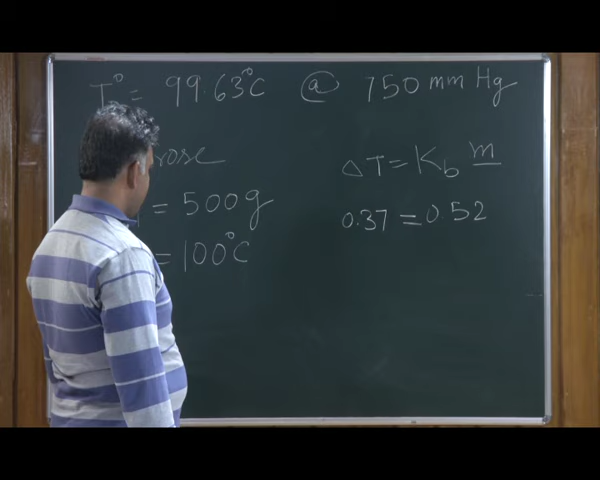 T° = 99.63°C @ 750 mm Hg
rose
ΔT = Kb m
= 500g
0.37 = 0.52
= 100°C